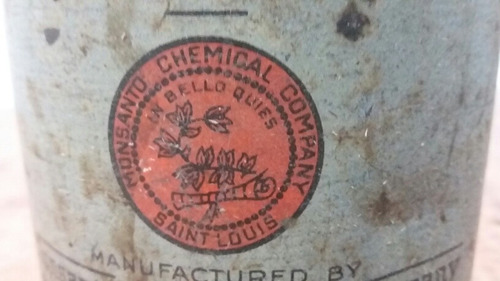 MONSANTO CHEMICAL COMPANY
IN BELLO QUIES
SAINT LOUIS
MANUFACTURED BY